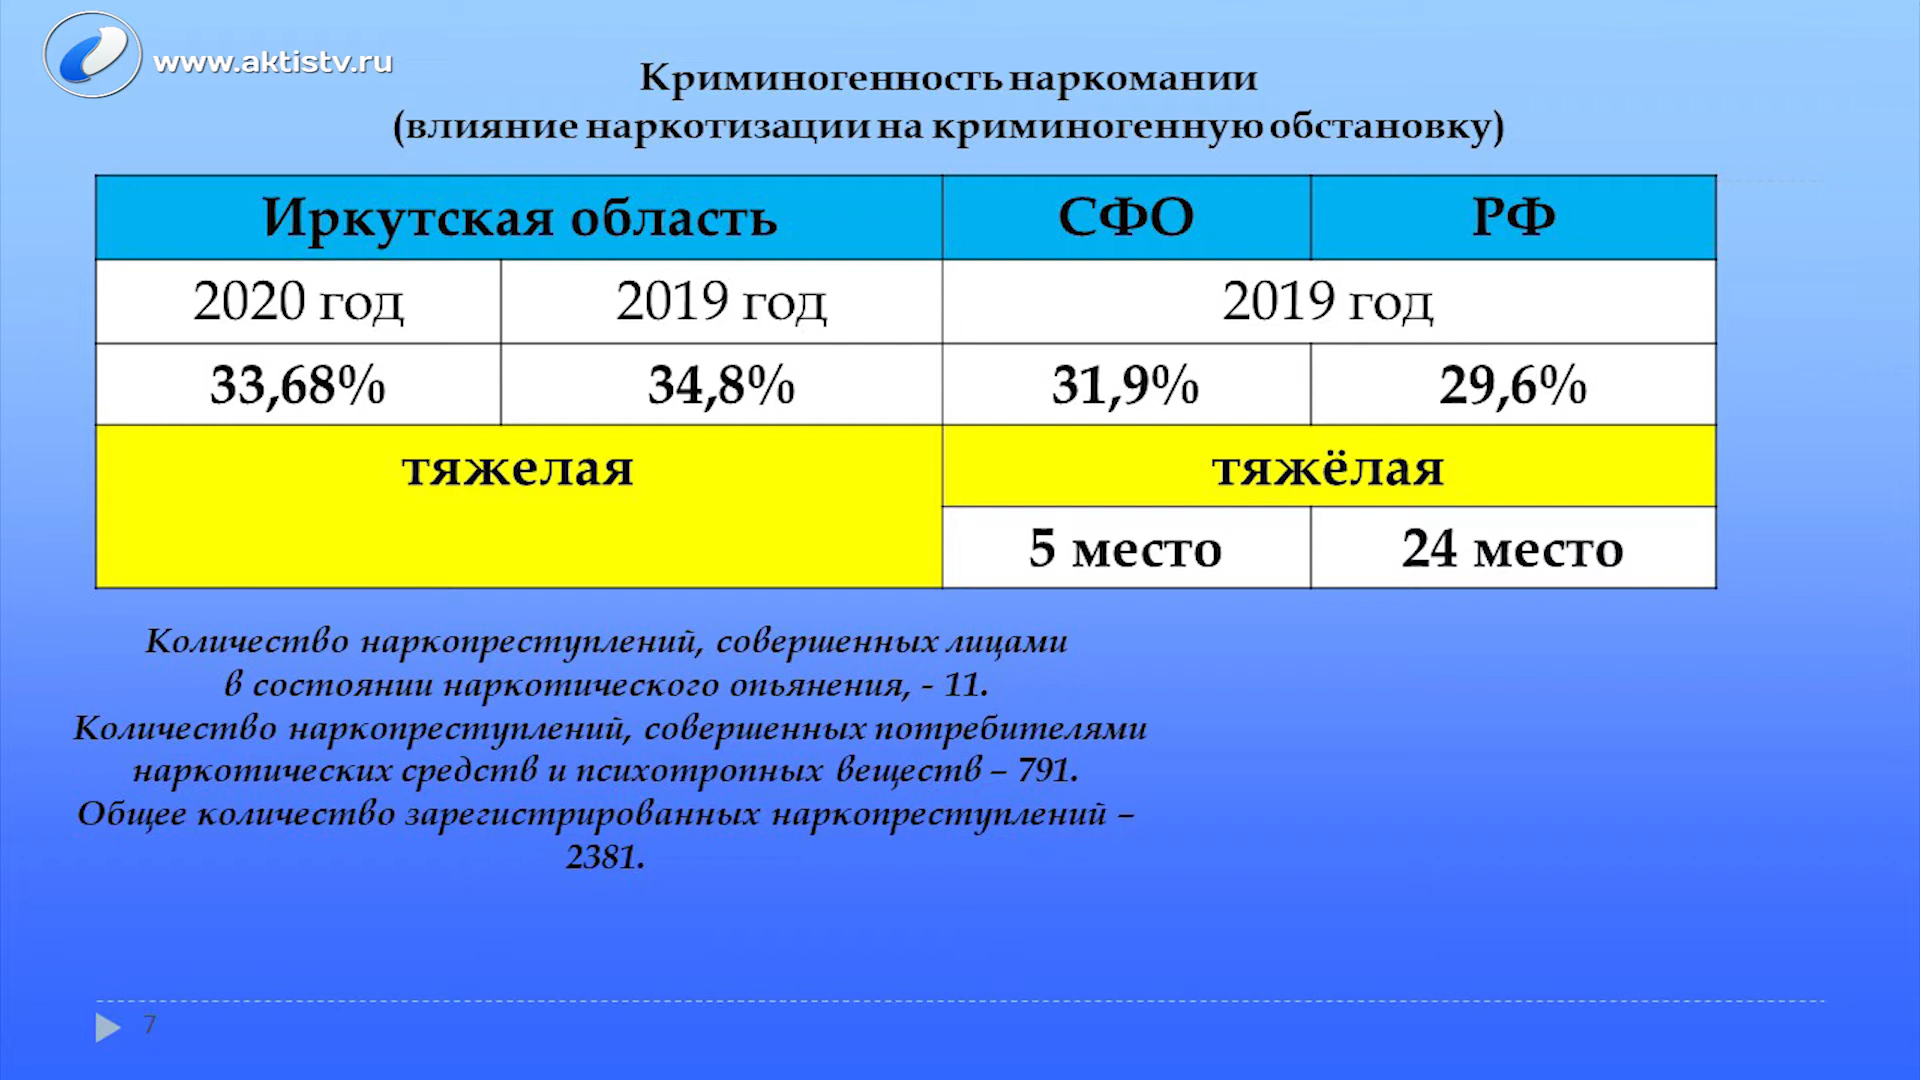 www.aktistv.ru
Криминогенность наркомании
(влияние наркотизации на криминогенную обстановку)
Иркутская область СФО РФ
2020 год 2019 год 2019 год
33,68% 34,8% 31,9% 29,6%
тяжелая тяжёлая
5 место 24 место
Количество наркопреступлений, совершенных лицами
в состоянии наркотического опьянения, - 11.
Количество наркопреступлений, совершенных потребителями
наркотических средств и психотропных веществ – 791.
Общее количество зарегистрированных наркопреступлений –
2381.
7